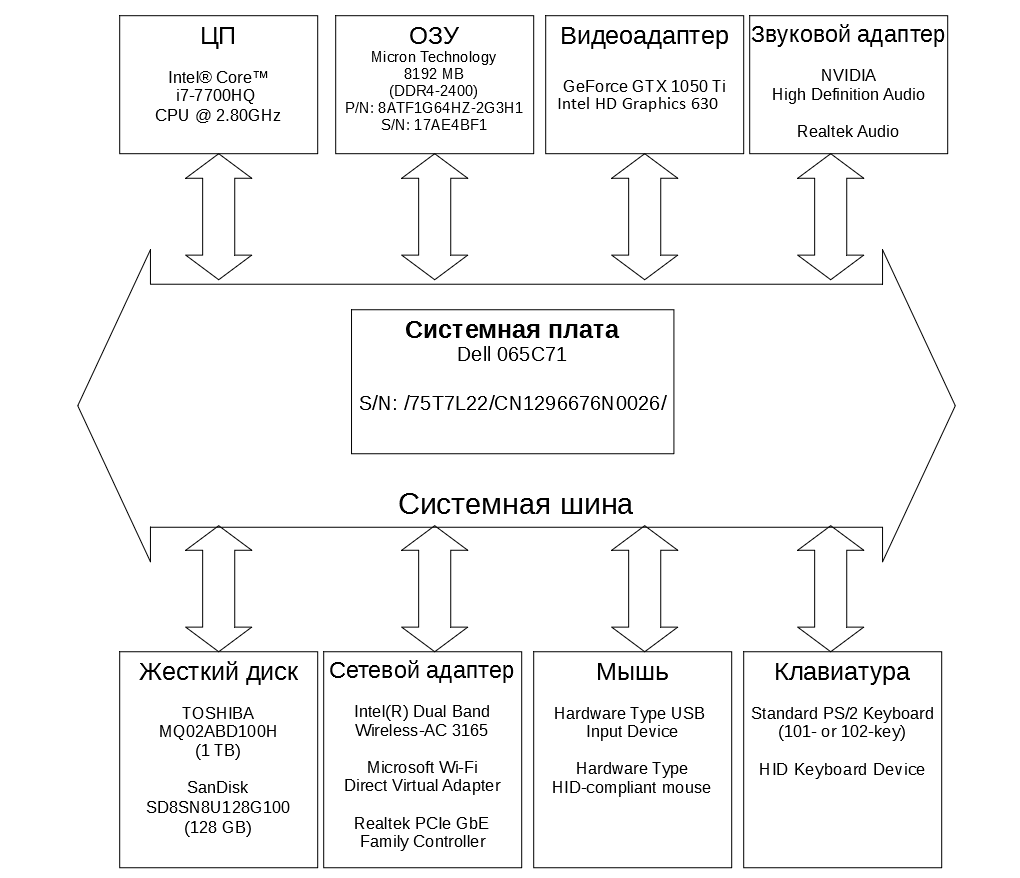 ЦП
Intel® Core™
i7-7700HQ
CPU @ 2.80GHz
ОЗУ
Micron Technology
8192 MB
(DDR4-2400)
P/N: 8ATF1G64HZ-2G3H1
S/N: 17AE4BF1
Видеоадаптер
GeForce GTX 1050 Ti
Intel HD Graphics 630
Звуковой адаптер
NVIDIA
High Definition Audio
Realtek Audio
Системная плата
Dell 065C71
S/N: /75T7L22/CN1296676N0026/
Системная шина
Жесткий диск
TOSHIBA
MQ02ABD100H
(1 TB)
SanDisk
SD8SN8U128G100
(128 GB)
Сетевой адаптер
Intel(R) Dual Band
Wireless-AC 3165
Microsoft Wi-Fi
Direct Virtual Adapter
Realtek PCIe GbE
Family Controller
Мышь
Hardware Type USB
Input Device
Hardware Type
HID-compliant mouse
Клавиатура
Standard PS/2 Keyboard
(101- or 102-key)
HID Keyboard Device